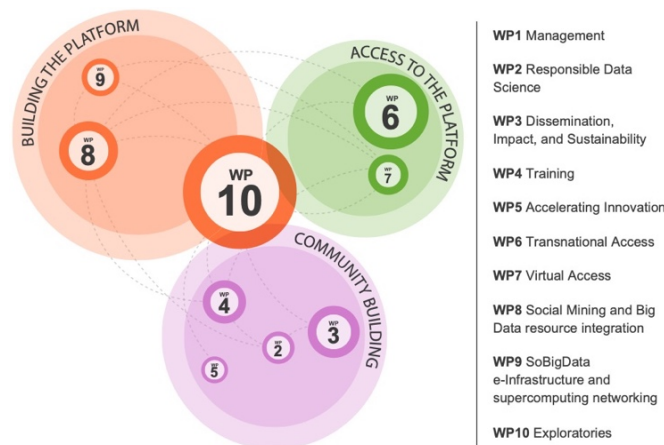 BUILDING THE PLATFORM
WP
9
WP
8
WP
10
ACCESS TO THE PLATFORM
WP
6
WP
7
COMMUNITY BUILDING
WP
4
WP
3
WP
2
WP
5
WP1 Management
WP2 Responsible Data
Science
WP3 Dissemination,
Impact, and Sustainability
WP4 Training
WP5 Accelerating Innovation
WP6 Transnational Access
WP7 Virtual Access
WP8 Social Mining and Big
Data resource integration
WP9 SoBigData
e-Infrastructure and
supercomputing networking
WP10 Exploratories